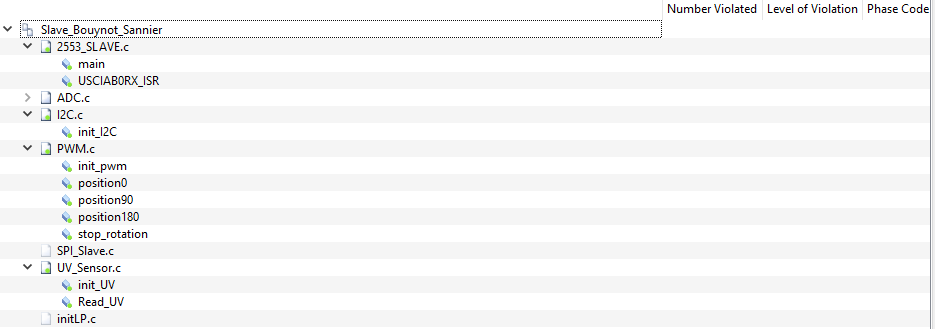 Number Violated Level of Violation Phase Code
Slave_Bouynot_Sannier
2553_SLAVE.c
main
USCIAB0RX_ISR
ADC.c
I2C.c
init_I2C
PWM.c
init_pwm
position0
position90
position180
stop_rotation
SPI_Slave.c
UV_Sensor.c
init_UV
Read_UV
initLP.c